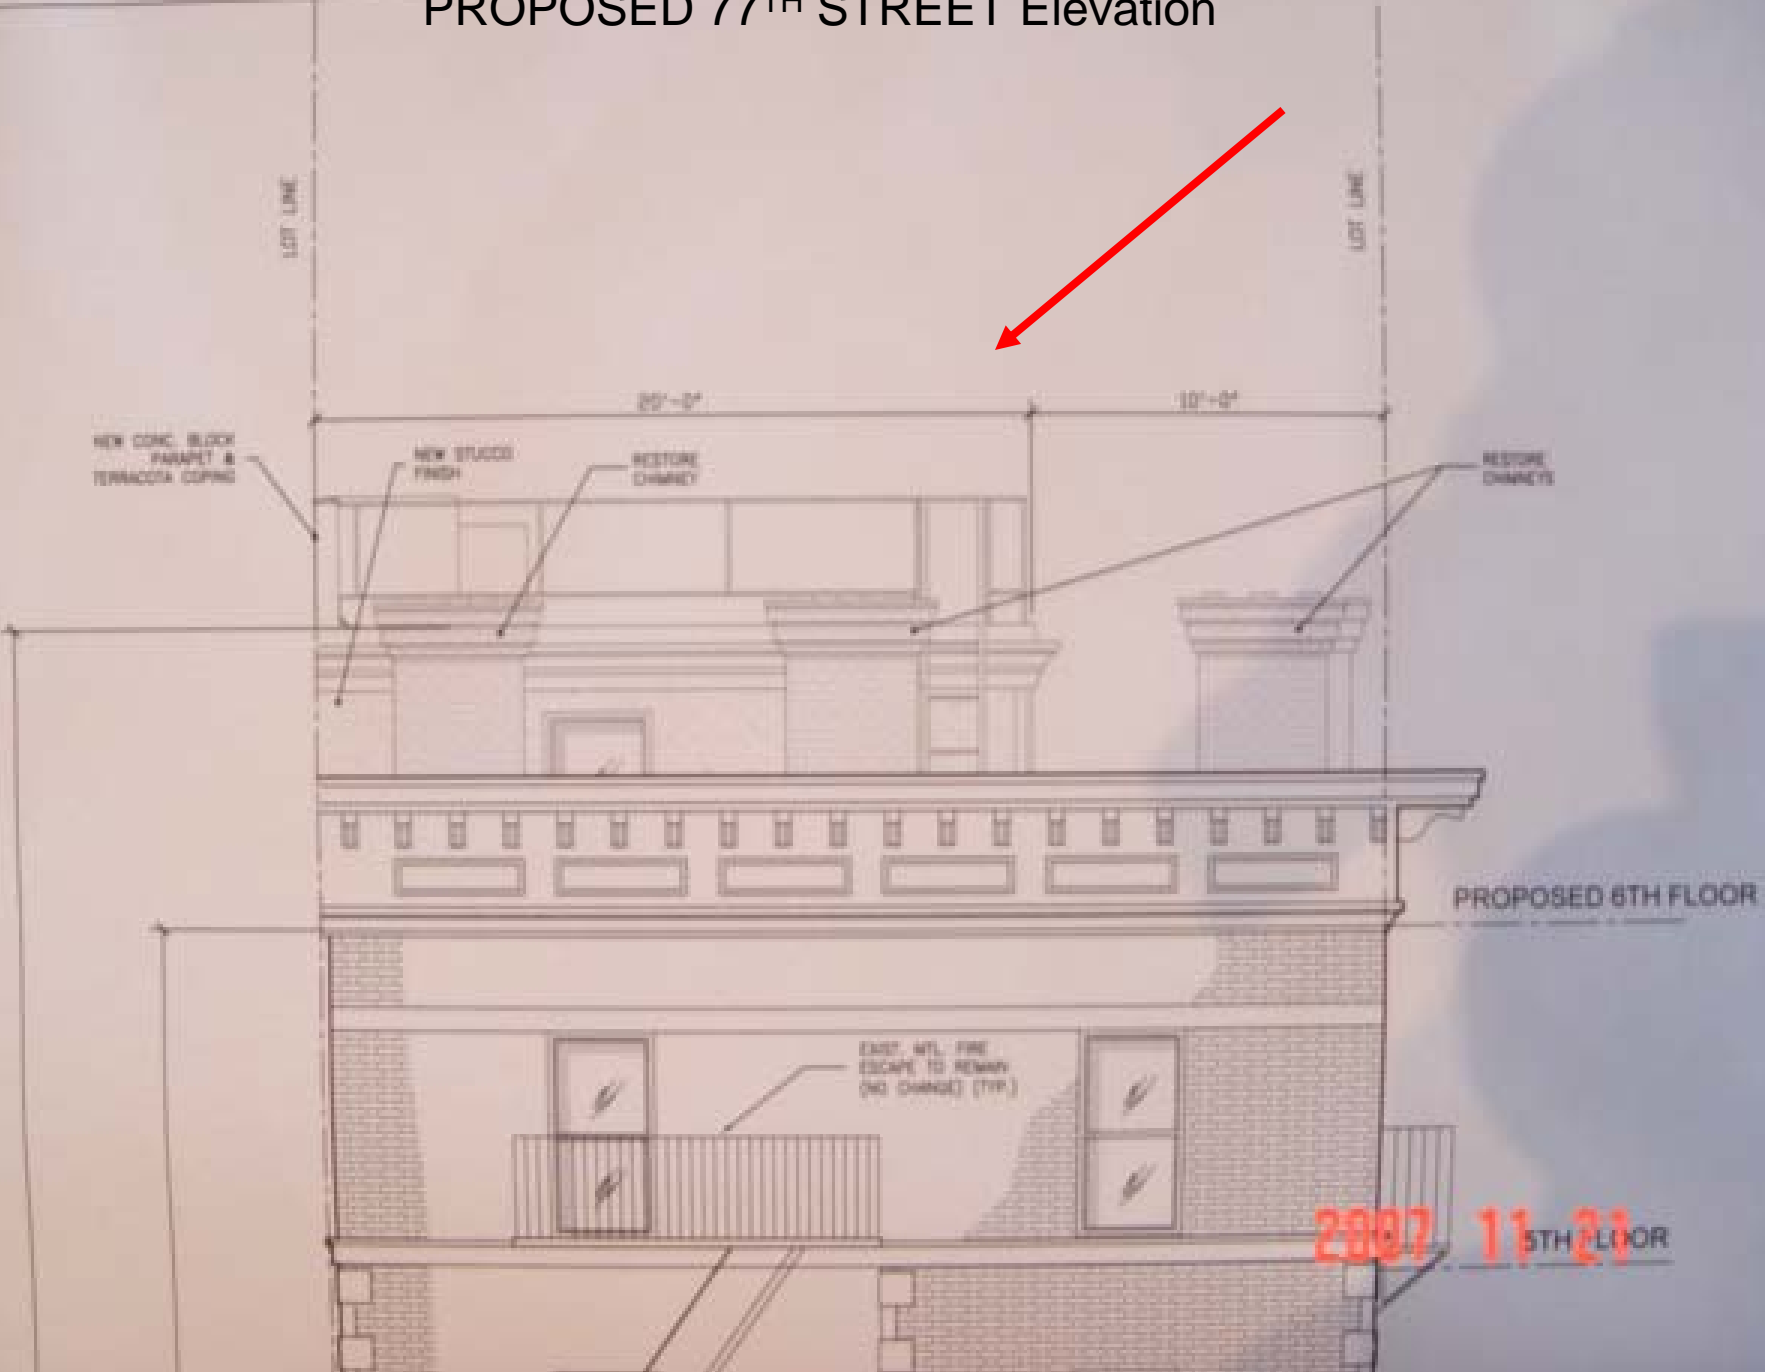 PROPOSED 77TH STREET Elevation
LOT LINE
LOT LINE
20'-0"
10'-0"
NEW CONC. BLOCK
PARAPET &
TERRACOTA COPING
NEW STUCCO
FINISH
RESTORE
CHIMNEY
RESTORE
CHIMNEYS
PROPOSED 6TH FLOOR
EXIST. MTL. FIRE
ESCAPE TO REMAIN
(NO CHANGE) (TYP.)
5TH FLOOR
2007 11 21